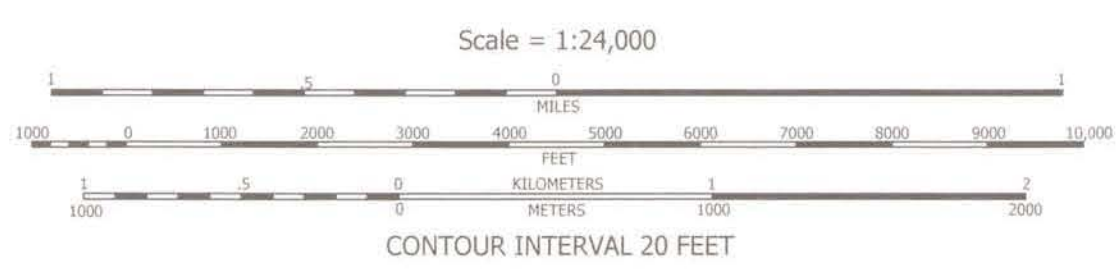 Scale = 1:24,000
1 .5 0 1
MILES
1000 0 1000 2000 3000 4000 5000 6000 7000 8000 9000 10,000
FEET
1 .5 0 KILOMETERS 1 2
1000 0 METERS 1000 2000
CONTOUR INTERVAL 20 FEET